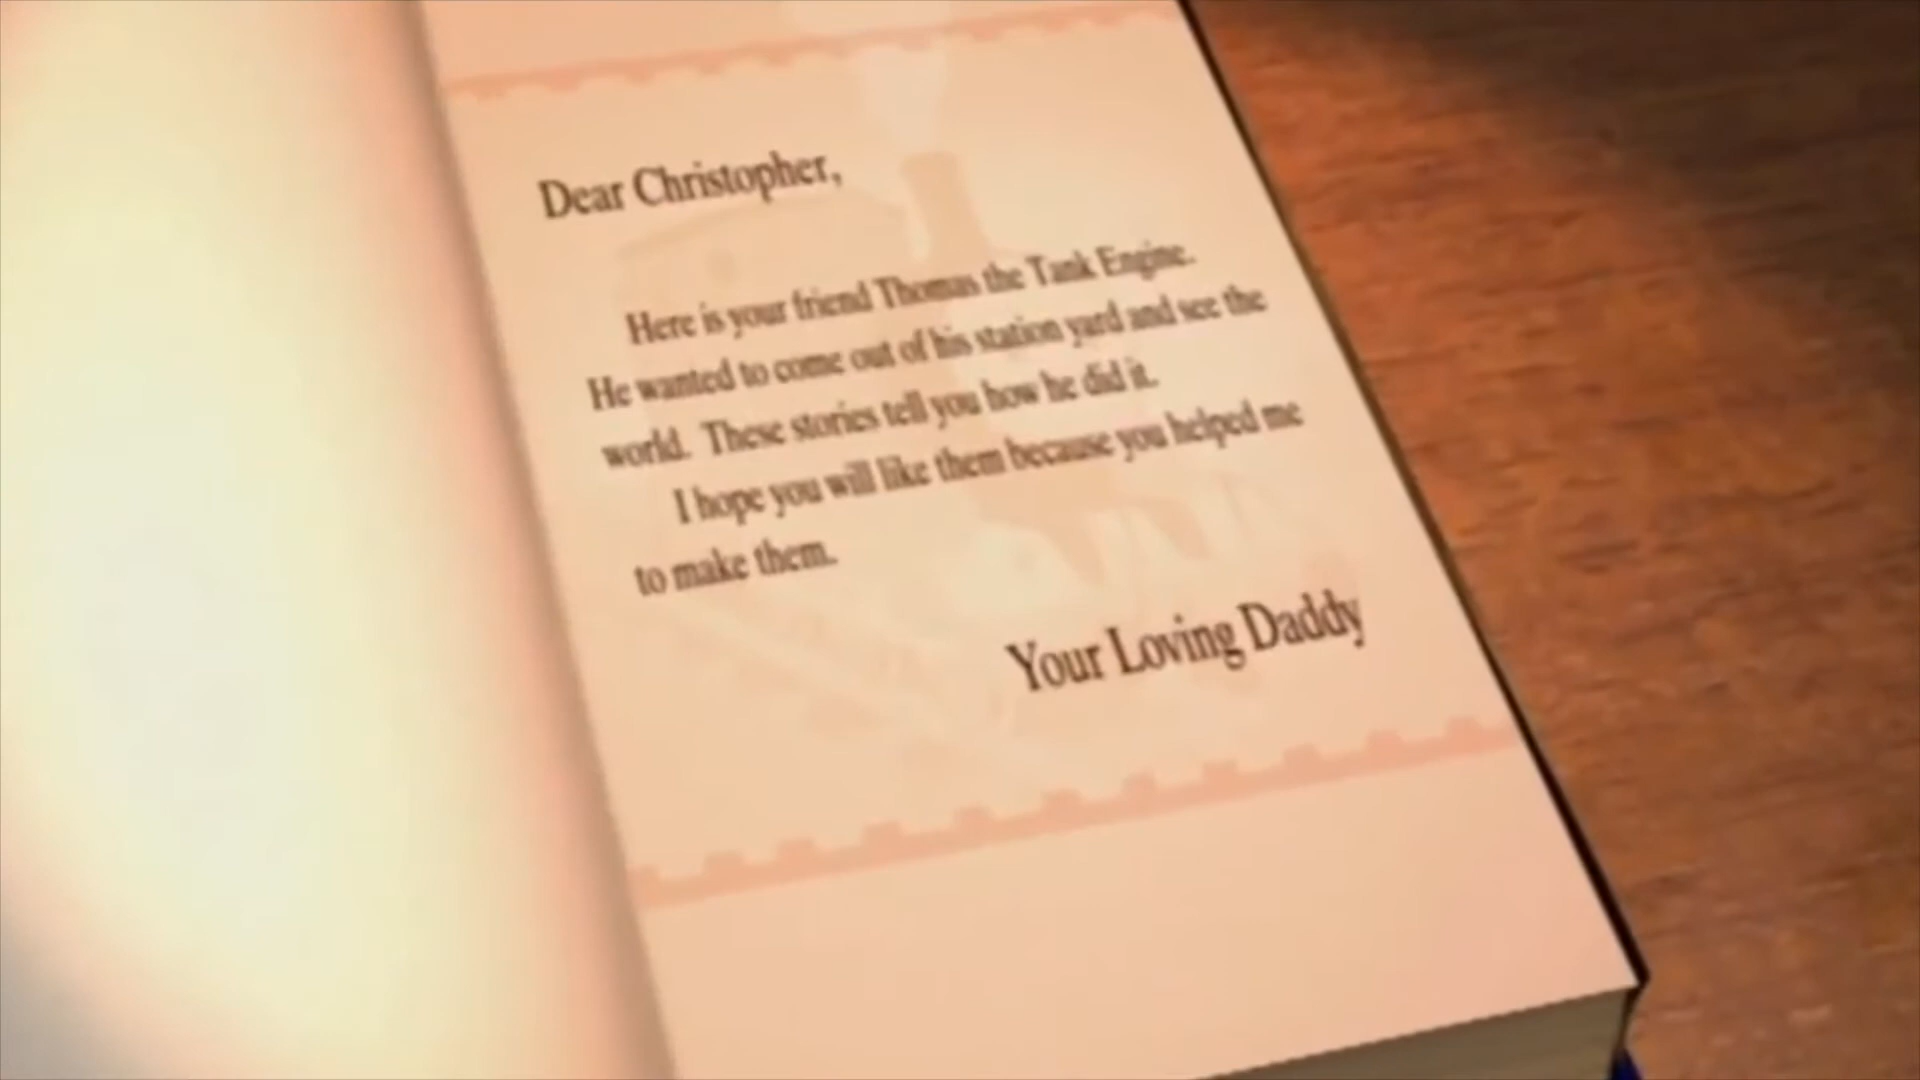 Dear Christopher,
Here is your friend Thomas the Tank Engine.
He wanted to come out of his station yard and see the
world. These stories tell you how he did it.
I hope you will like them because you helped me
to make them.
Your Loving Daddy